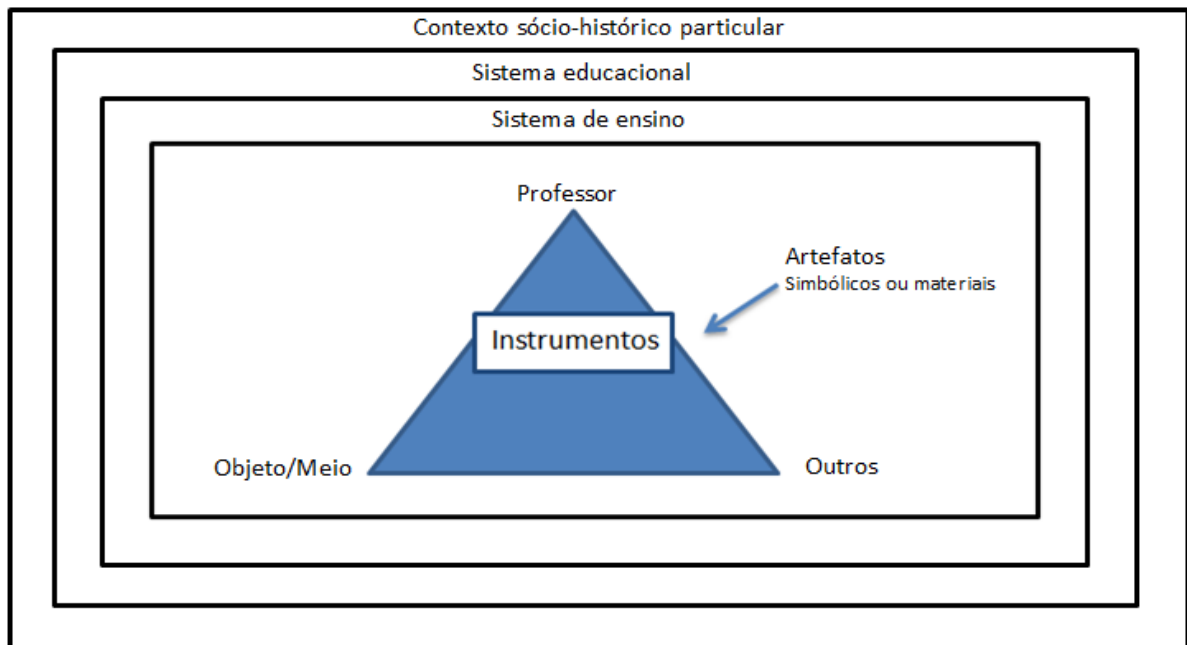 Contexto sócio-histórico particular
Sistema educacional
Sistema de ensino
Professor
Artefatos
Simbólicos ou materiais
Instrumentos
Objeto/Meio
Outros